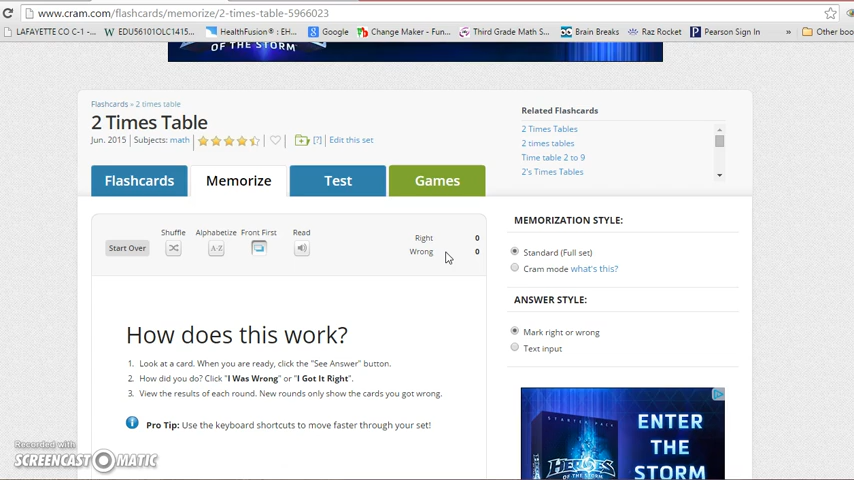 www.cram.com/flashcards/memorize/2-times-table-5966023
LAFAYETTE CO C-1 -... EDU56101OLC1415... HealthFusion® : EH... Google Change Maker - Fun... Third Grade Math S... Brain Breaks Raz Rocket Pearson Sign In » Other boo
OF THE STORM
Flashcards » 2 times table
2 Times Table
Jun. 2015 Subjects: math [?] Edit this set
Related Flashcards
2 Times Tables
2 times tables
Time table 2 to 9
2's Times Tables
Flashcards Memorize Test Games
Start Over
Shuffle Alphabetize Front First Read
A-Z
Right 0
Wrong 0
How does this work?
1. Look at a card. When you are ready, click the "See Answer" button.
2. How did you do? Click "I Was Wrong" or "I Got It Right".
3. View the results of each round. New rounds only show the cards you got wrong.
Pro Tip: Use the keyboard shortcuts to move faster through your set!
MEMORIZATION STYLE:
Standard (Full set)
Cram mode what's this?
ANSWER STYLE:
Mark right or wrong
Text input
STARTER PACK
HEROES
OF THE STORM
ENTER
THE
STORM
Recorded with
SCREENCAST-O-MATIC